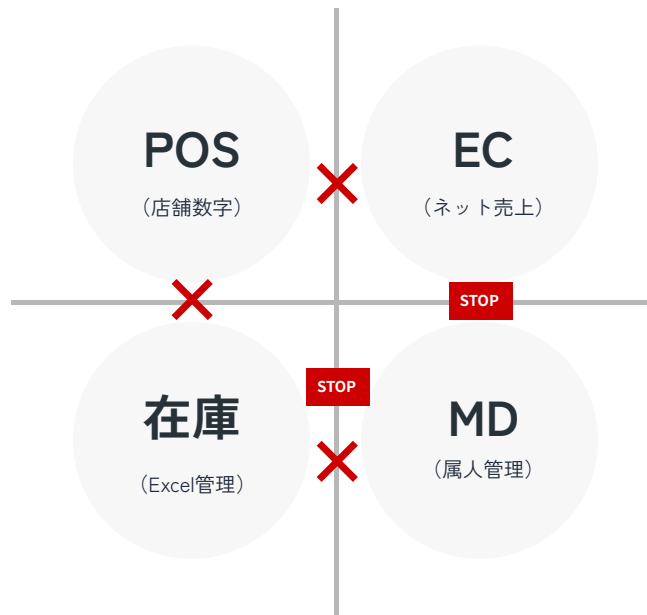 POS
（店舗数字）
EC
（ネット売上）
STOP
STOP
在庫
（Excel管理）
MD
（属人管理）